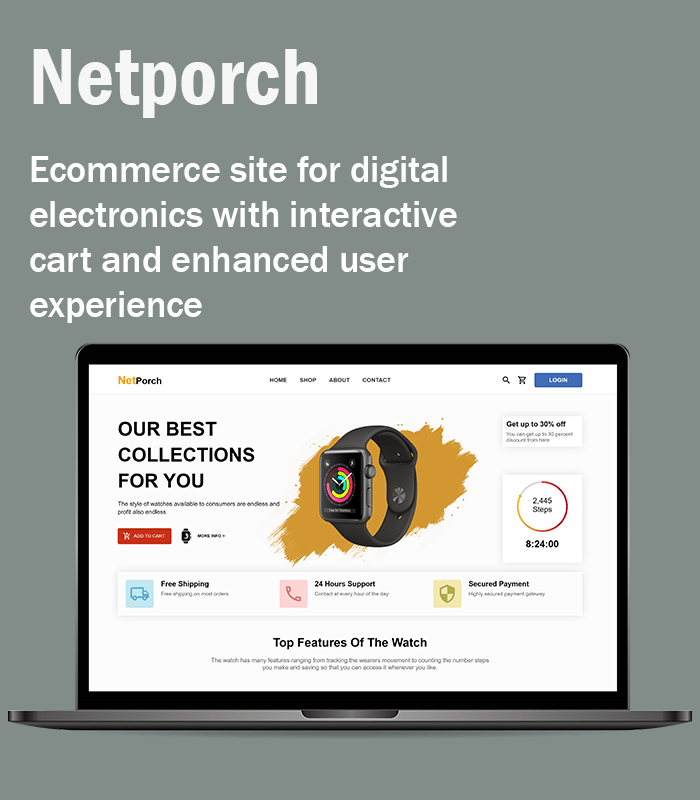 Netporch
Ecommerce site for digital
electronics with interactive
cart and enhanced user
experience
NetPorch
HOME SHOP ABOUT CONTACT
LOGIN
OUR BEST
COLLECTIONS
FOR YOU
The style of watches available to consumers are endless and
profit also endless
ADD TO CART
MORE INFO >
Get up to 30% off
You can get up to 30 percent
discount from here
2,445
Steps
8:24:00
Free Shipping
Free shipping on most orders
24 Hours Support
Contact at every hour of the day
Secured Payment
Highly secured payment gateway
Top Features Of The Watch
The watch has many features ranging from tracking the wearers movement to counting the number steps
you make and saving so that you can access it whenever you like.